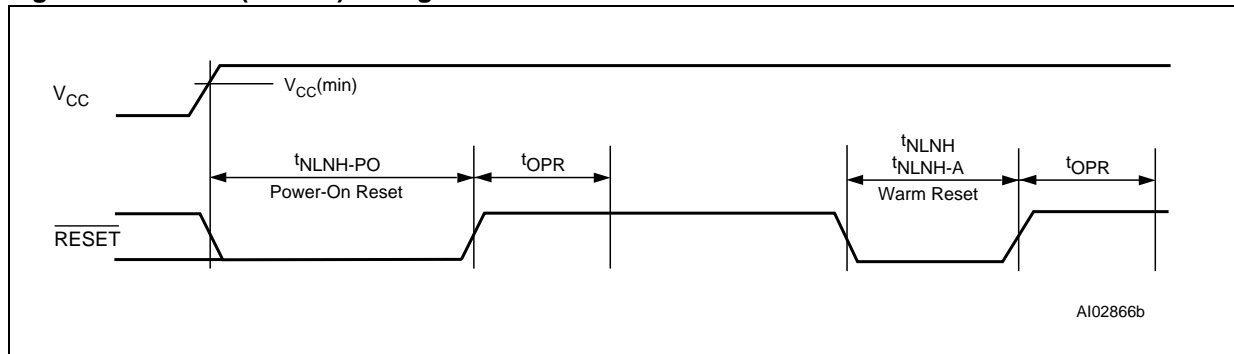 VCC
VCC(min)
tNLNH-PO
Power-On Reset
tOPR
tNLNH
tNLNH-A
Warm Reset
tOPR
RESET
AI02866b